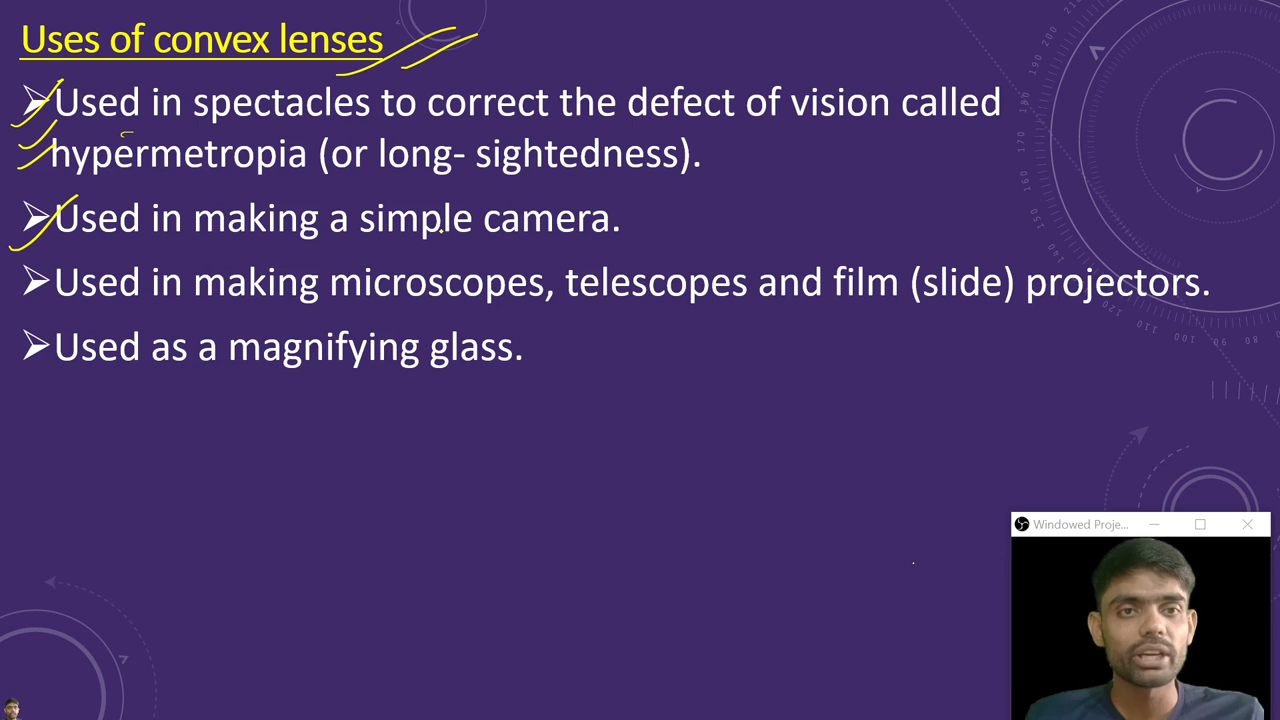 Uses of convex lenses
➢Used in spectacles to correct the defect of vision called
hypermetropia (or long- sightedness).
➢Used in making a simple camera.
➢Used in making microscopes, telescopes and film (slide) projectors.
➢Used as a magnifying glass.
Windowed Proje...